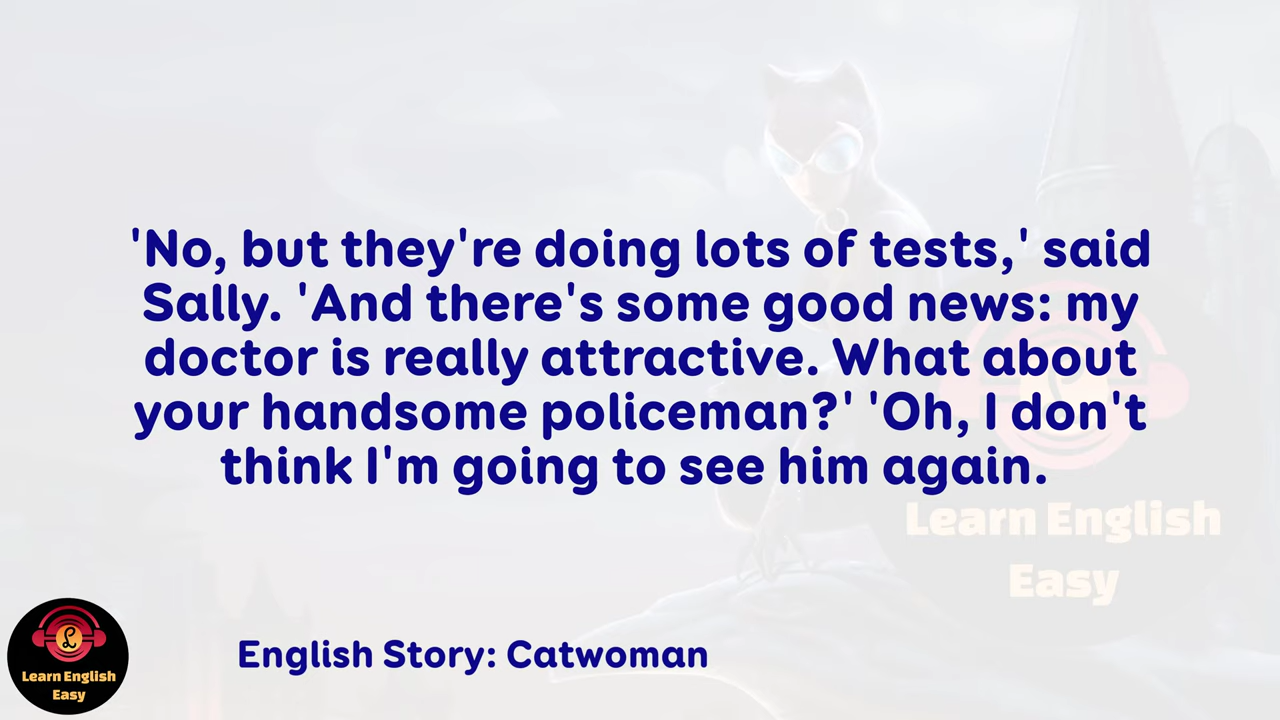 'No, but they're doing lots of tests,' said
Sally. 'And there's some good news: my
doctor is really attractive. What about
your handsome policeman?' 'Oh, I don't
think I'm going to see him again.
Learn English
Easy
L
Learn English
Easy
English Story: Catwoman